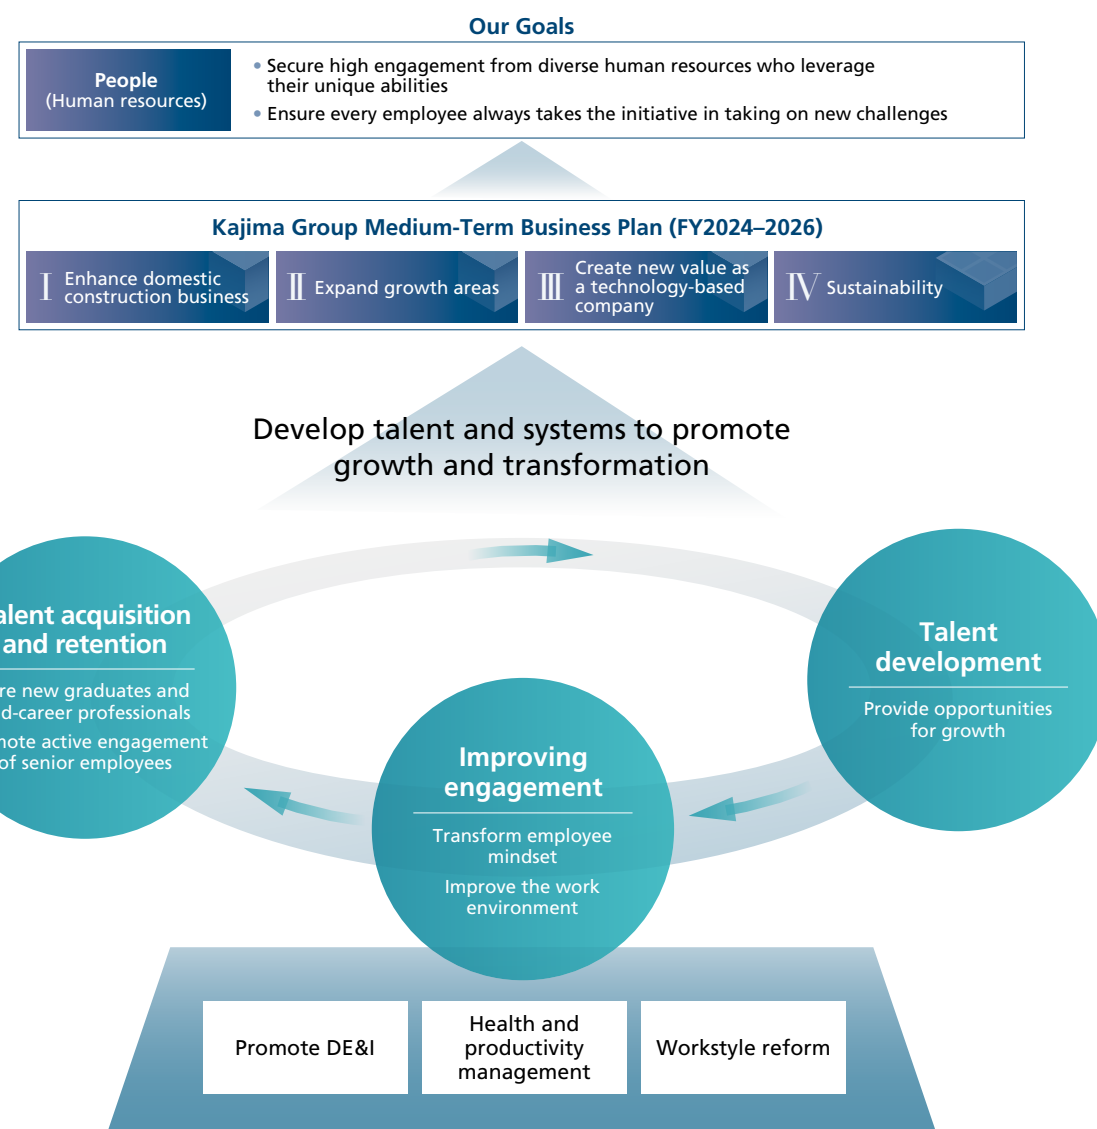 Our Goals
People
(Human resources)
• Secure high engagement from diverse human resources who leverage
their unique abilities
• Ensure every employee always takes the initiative in taking on new challenges
Kajima Group Medium-Term Business Plan (FY2024–2026)
I Enhance domestic
construction business
II Expand growth areas
III Create new value as
a technology-based
company
IV Sustainability
Develop talent and systems to promote
growth and transformation
alent acquisition
and retention
re new graduates and
d-career professionals
mote active engagement
of senior employees
Talent
development
Provide opportunities
for growth
Improving
engagement
Transform employee
mindset
Improve the work
environment
Promote DE&I
Health and
productivity
management
Workstyle reform